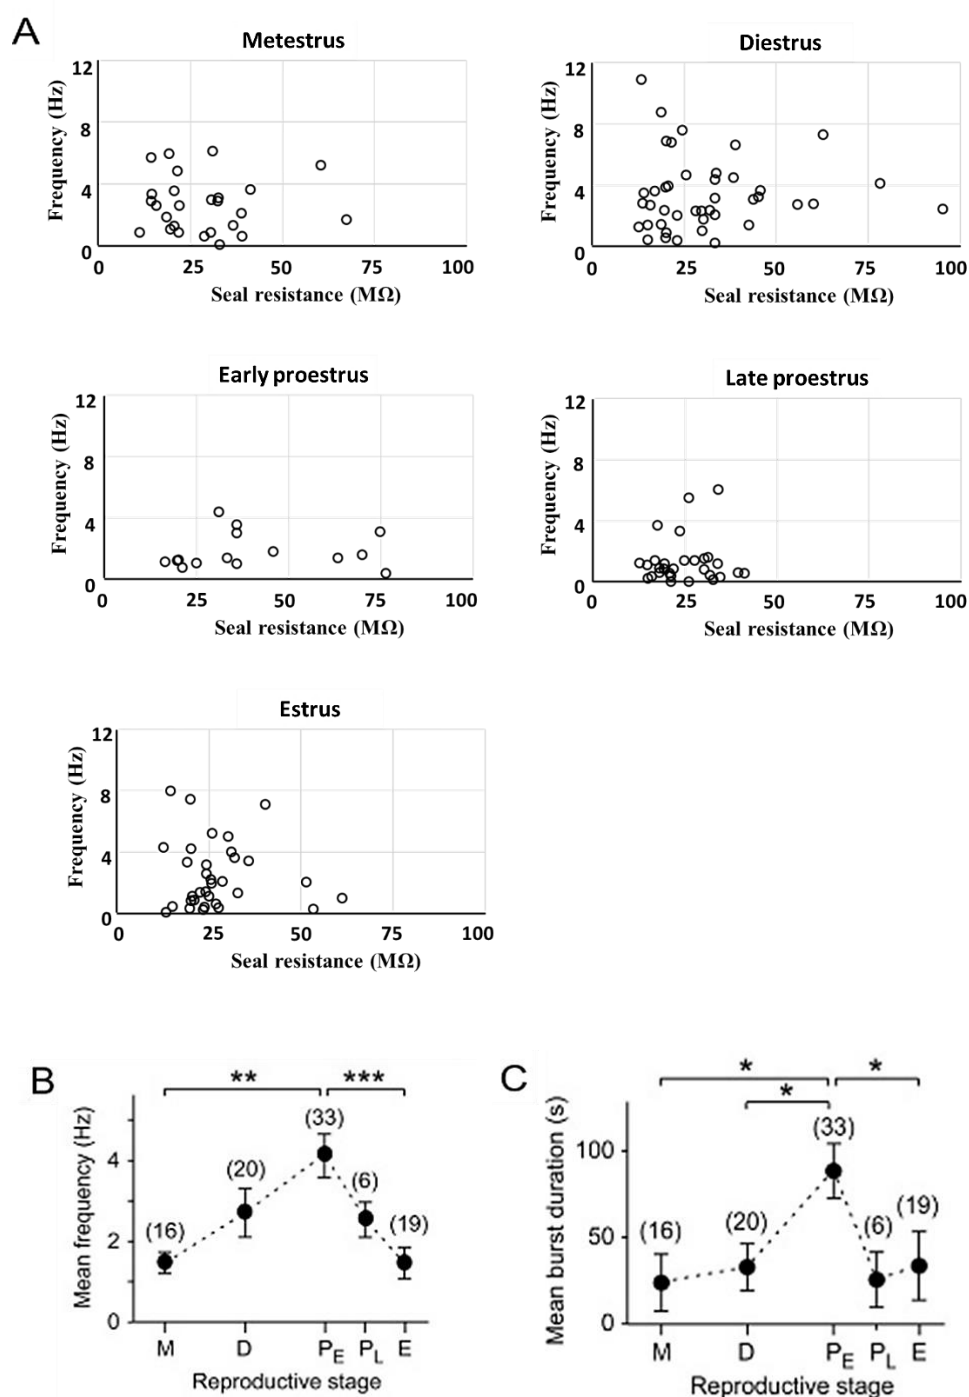 A
Metestrus
12
8
4
0
Frequency (Hz)
0 25 50 75 100
Seal resistance (MΩ)
Diestrus
12
8
4
0
Frequency (Hz)
0 25 50 75 100
Seal resistance (MΩ)
Early proestrus
12
8
4
0
Frequency (Hz)
0 25 50 75 100
Seal resistance (MΩ)
Late proestrus
12
8
4
0
Frequency (Hz)
0 25 50 75 100
Seal resistance (MΩ)
Estrus
12
8
4
0
Frequency (Hz)
0 25 50 75 100
Seal resistance (MΩ)
B
** ***
(33)
(20)
(6)
(16)
(19)
4
2
0
Mean frequency (Hz)
M D PE PL E
Reproductive stage
C
* *
*
(33)
(16) (20) (6) (19)
100
50
0
Mean burst duration (s)
M D PE PL E
Reproductive stage